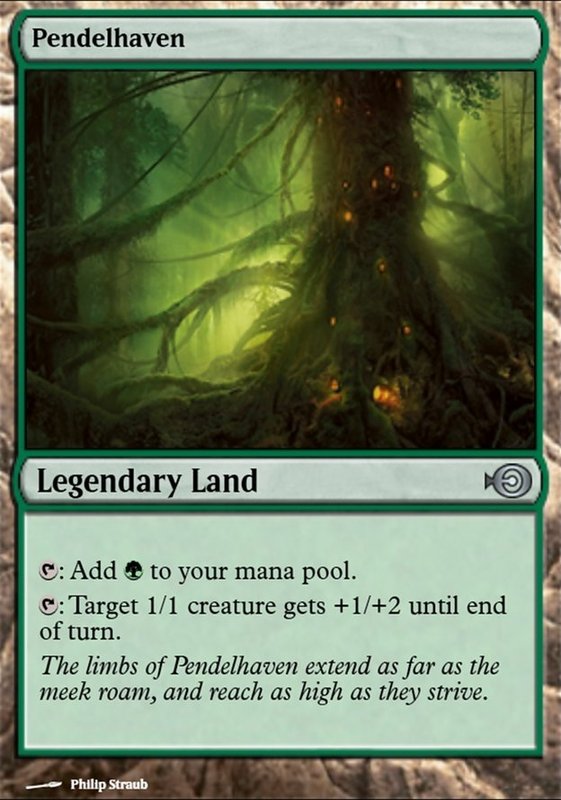 Pendelhaven
Legendary Land
: Add to your mana pool.
: Target 1/1 creature gets +1/+2 until end
of turn.
The limbs of Pendelhaven extend as far as the
meek roam, and reach as high as they strive.
Philip Straub